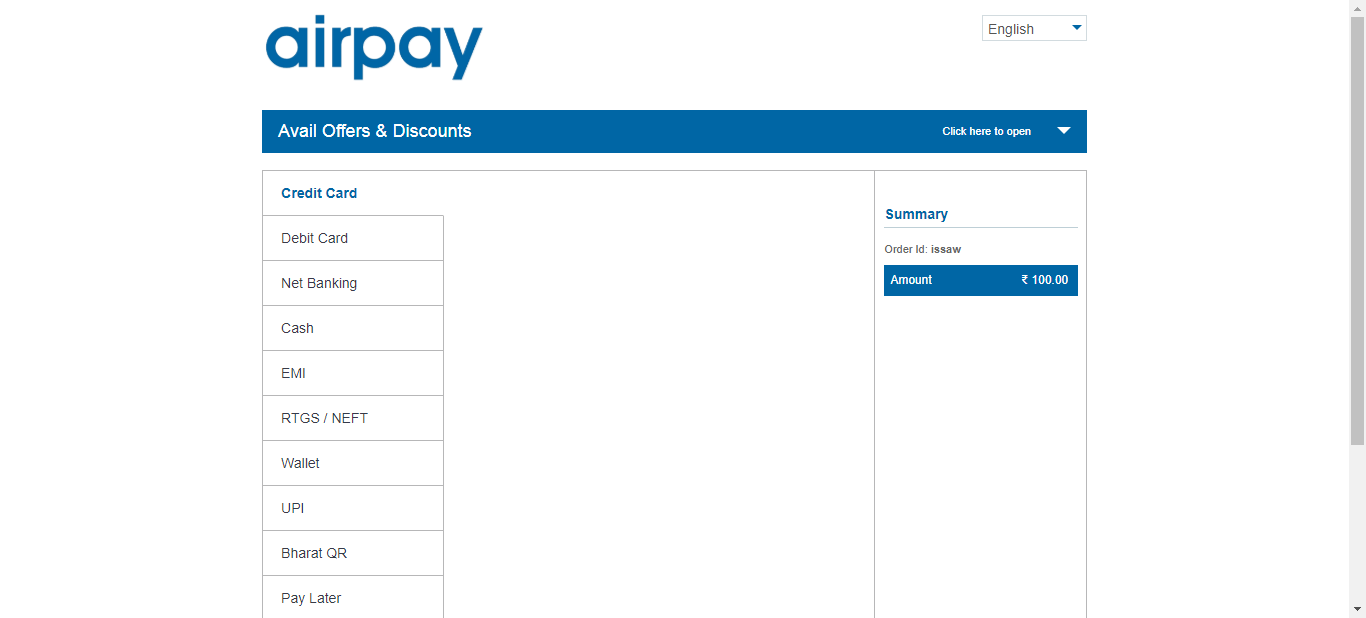 airpay
English
Avail Offers & Discounts
Click here to open
Credit Card
Debit Card
Net Banking
Cash
EMI
RTGS / NEFT
Wallet
UPI
Bharat QR
Pay Later
Summary
Order Id: issaw
Amount ₹ 100.00